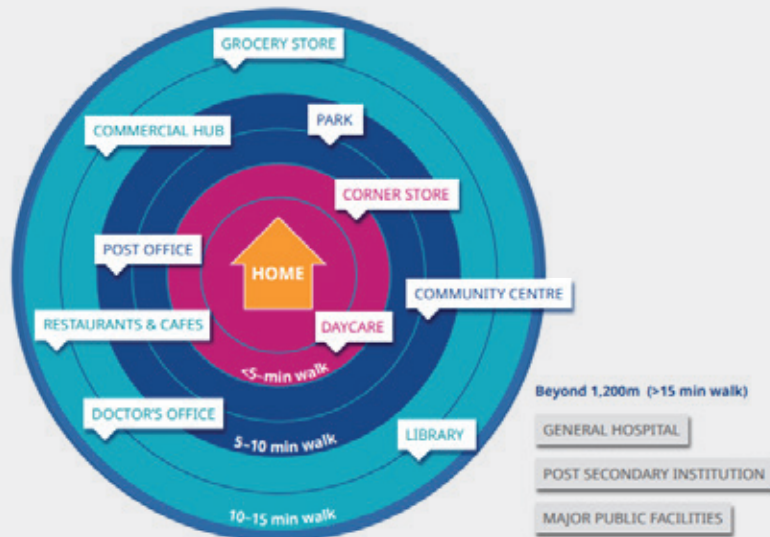 GROCERY STORE
PARK
COMMERCIAL HUB
CORNER STORE
POST OFFICE
HOME
COMMUNITY CENTRE
RESTAURANTS & CAFES
DAYCARE
<5-min walk
DOCTOR'S OFFICE
LIBRARY
5-10 min walk
10-15 min walk
Beyond 1,200m (>15 min walk)
GENERAL HOSPITAL
POST SECONDARY INSTITUTION
MAJOR PUBLIC FACILITIES